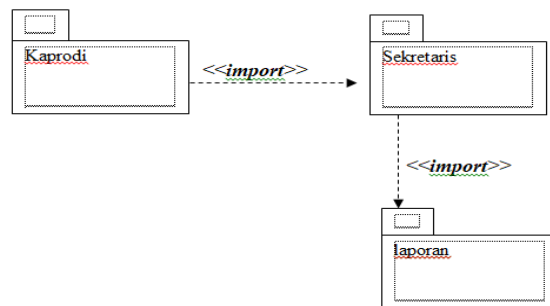 Kaprodi
<<import>>
Sekretaris
<<import>>
laporan